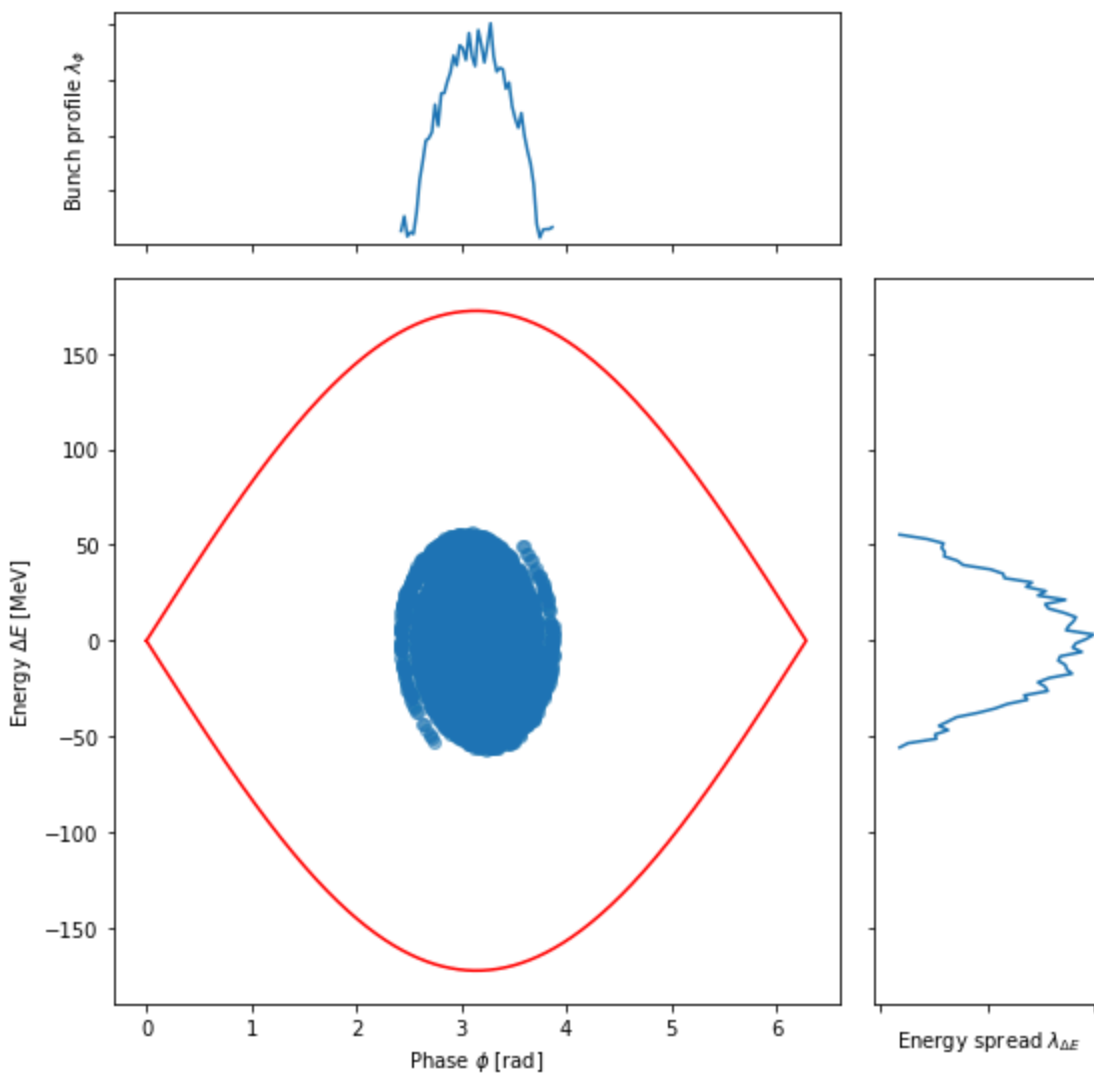 Bunch profile λ_ϕ
150
100
50
0
−50
−100
−150
Energy ΔE [MeV]
0 1 2 3 4 5 6
Phase ϕ [rad]
Energy spread λ_ΔE